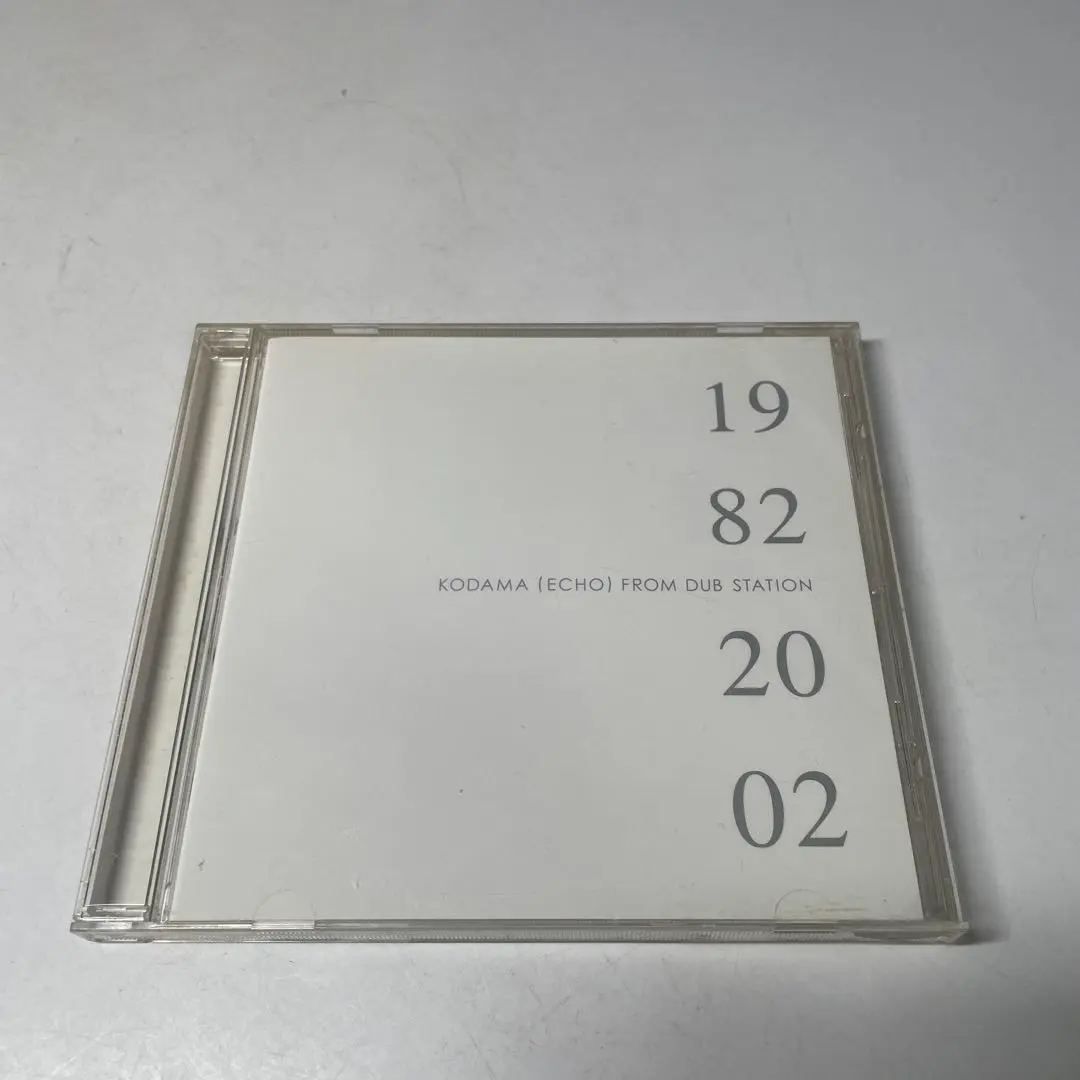 19
82
KODAMA (ECHO) FROM DUB STATION
20
02